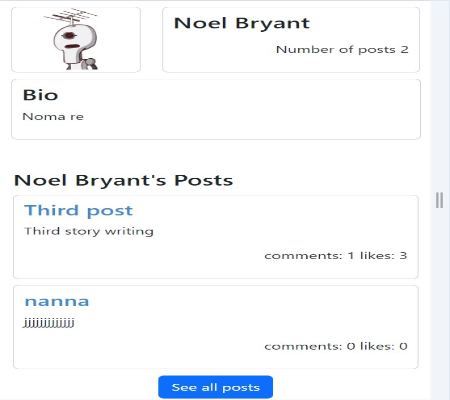 Noel Bryant
Number of posts 2
Bio
Noma re
Noel Bryant's Posts
Third post
Third story writing
comments: 1 likes: 3
nanna
jjjjjjjjjjjjj
comments: 0 likes: 0
See all posts